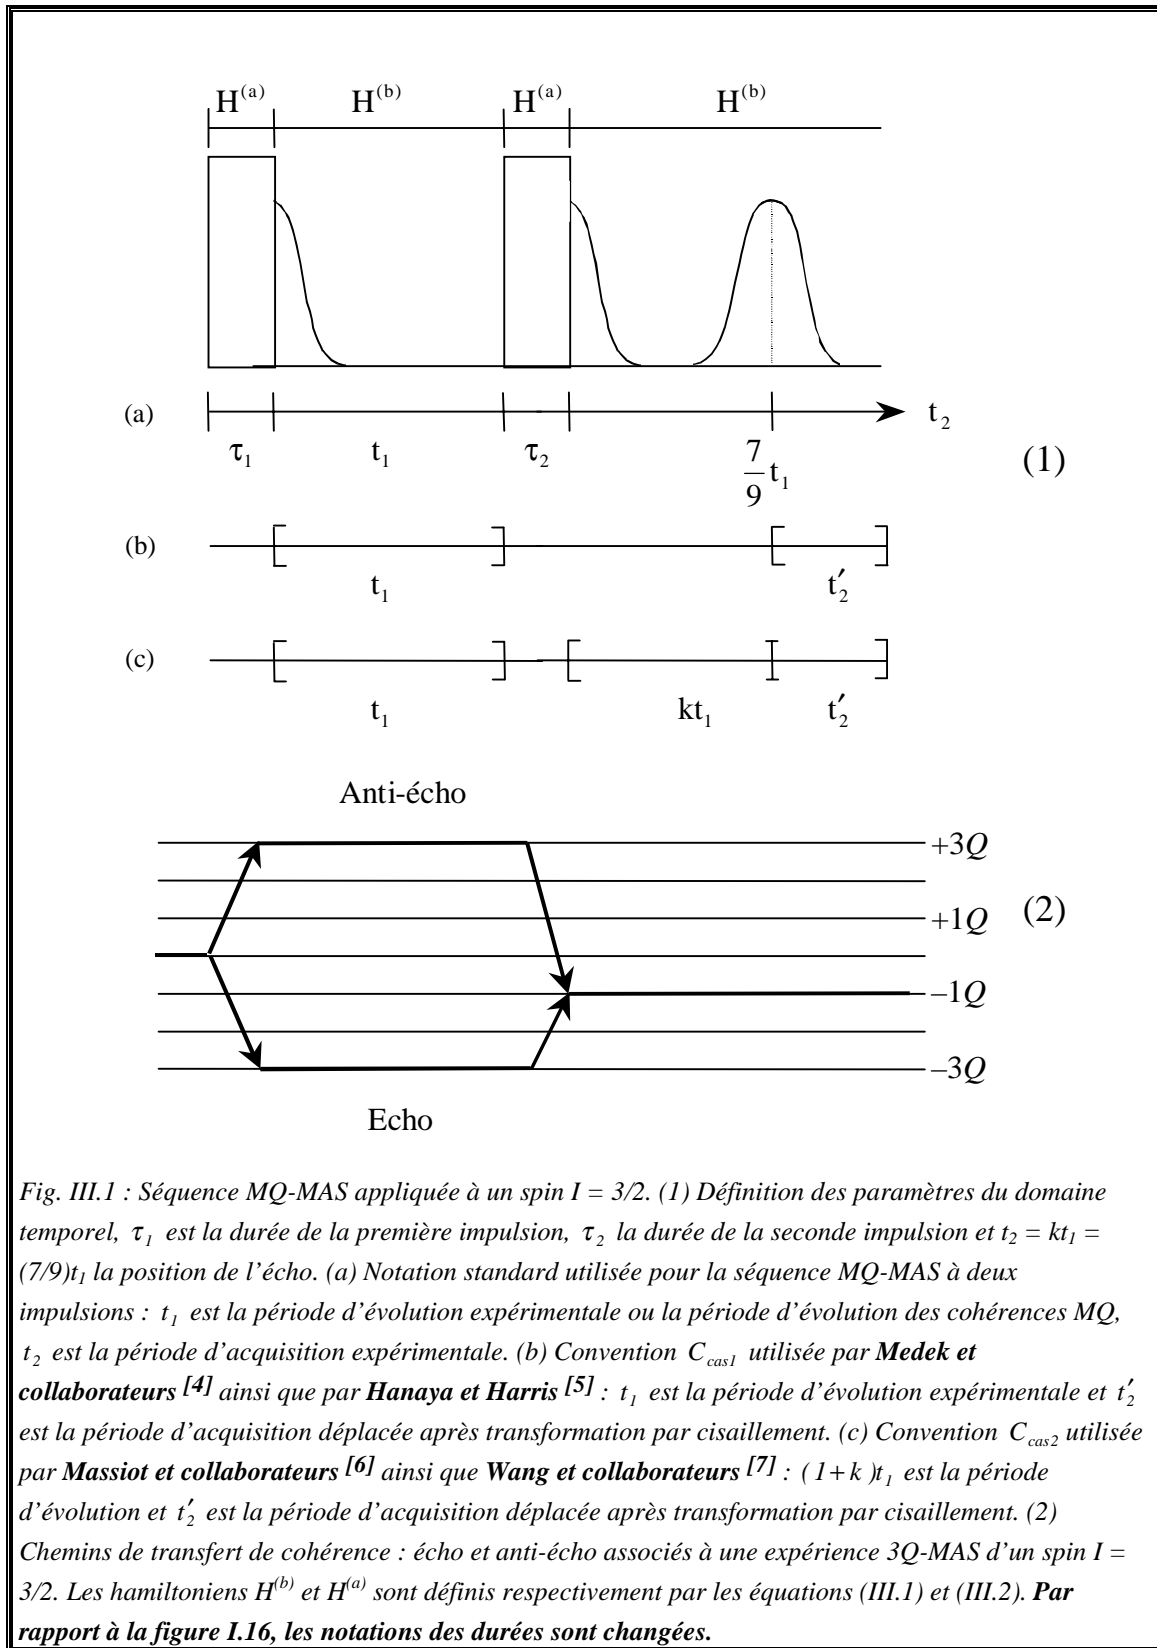 H(a) H(b) H(a) H(b)
(a) t2
τ1 t1 τ2 7/9 t1
(1)
(b)
t1 t′2
(c)
t1 kt1 t′2
Anti-écho
+3Q
+1Q (2)
–1Q
–3Q
Echo
Fig. III.1 : Séquence MQ-MAS appliquée à un spin I = 3/2. (1) Définition des paramètres du domaine
temporel, τ1 est la durée de la première impulsion, τ2 la durée de la seconde impulsion et t2 = kt1 =
(7/9)t1 la position de l’écho. (a) Notation standard utilisée pour la séquence MQ-MAS à deux
impulsions : t1 est la période d’évolution expérimentale ou la période d’évolution des cohérences MQ,
t2 est la période d’acquisition expérimentale. (b) Convention Ccas1 utilisée par Medek et
collaborateurs [4] ainsi que par Hanaya et Harris [5] : t1 est la période d’évolution expérimentale et t′2
est la période d’acquisition déplacée après transformation par cisaillement. (c) Convention Ccas2 utilisée
par Massiot et collaborateurs [6] ainsi que Wang et collaborateurs [7] : (1+k)t1 est la période
d’évolution et t′2 est la période d’acquisition déplacée après transformation par cisaillement. (2)
Chemins de transfert de cohérence : écho et anti-écho associés à une expérience 3Q-MAS d’un spin I =
3/2. Les hamiltoniens H(b) et H(a) sont définis respectivement par les équations (III.1) et (III.2). Par
rapport à la figure I.16, les notations des durées sont changées.